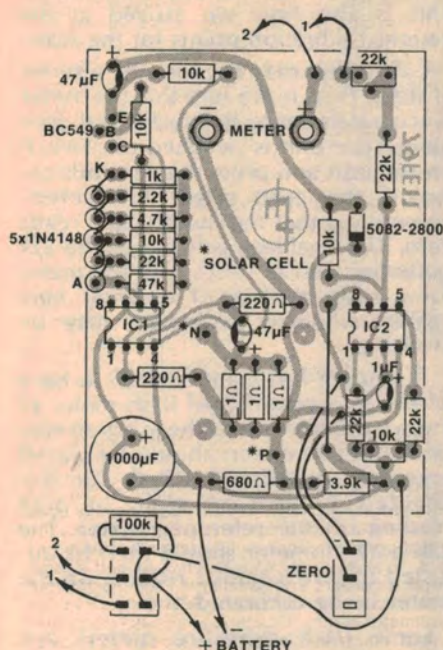 2
1
47µF
+
10k
22k
BC549
E
B
C
10k
–
METER
+
79FE11
22k
K
1k
2.2k
4.7k
5x1N4148
10k
22k
A
47k
EA
* SOLAR CELL
10k
5082-2800
8
5
IC1
1
4
220Ω
*N
47µF
+
8
5
IC2
1
4
220Ω
1Ω
1Ω
1Ω
1µF
+
22k
10k
22k
+
1000µF
P
680Ω
3.9k
100k
2
1
ZERO
–
+ BATTERY